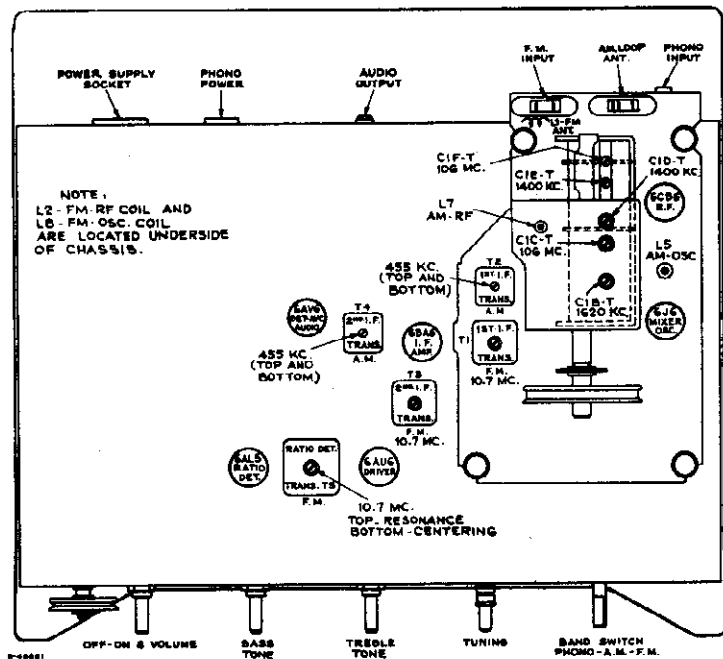 F.M.
INPUT
AM.LOOP
ANT.
PHONO
INPUT
POWER SUPPLY
SOCKET
PHONO
POWER
AUDIO
OUTPUT
L3-FM
ANT
C1F-T
106 MC.
C1E-T
1400 KC.
C1D-T
1400 KC.
NOTE:
L2-FM-RF COIL AND
L8-FM-OSC. COIL
ARE LOCATED UNDERSIDE
OF CHASSIS.
L7
AM-RF
6CB6
R.F.
C1C-T
106 MC.
L5
AM-OSC
455 KC.
(TOP AND
BOTTOM)
T2
1ST I.F.
TRANS.
A.M.
C1B-T
1620 KC.
6AV6
DET-AVC
AUDIO
T4
2ND I.F.
TRANS.
A.M.
6BA6
I.F.
AMP.
T1
1ST I.F.
TRANS.
F.M.
10.7 MC.
6J6
MIXER
OSC.
455 KC.
(TOP AND
BOTTOM)
T3
2ND I.F.
TRANS.
F.M.
10.7 MC.
6AL5
RATIO
DET.
RATIO DET.
TRANS. T5
F.M.
6AU6
DRIVER
10.7 MC.
TOP-RESONANCE
BOTTOM-CENTERING
OFF-ON & VOLUME
BASS
TONE
TREBLE
TONE
TUNING
BAND SWITCH
PHONO-A.M.-F.M.